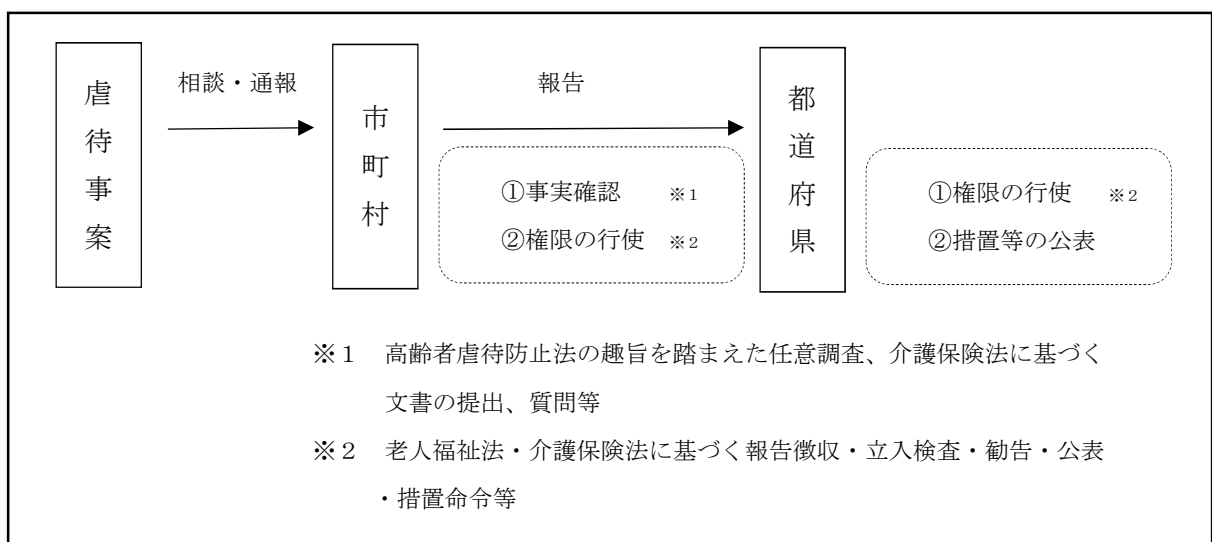 虐待事案
相談・通報
市町村
報告
①事実確認 ※1
②権限の行使 ※2
都道府県
①権限の行使 ※2
②措置等の公表
※1 高齢者虐待防止法の趣旨を踏まえた任意調査、介護保険法に基づく
文書の提出、質問等
※2 老人福祉法・介護保険法に基づく報告徴収・立入検査・勧告・公表
・措置命令等